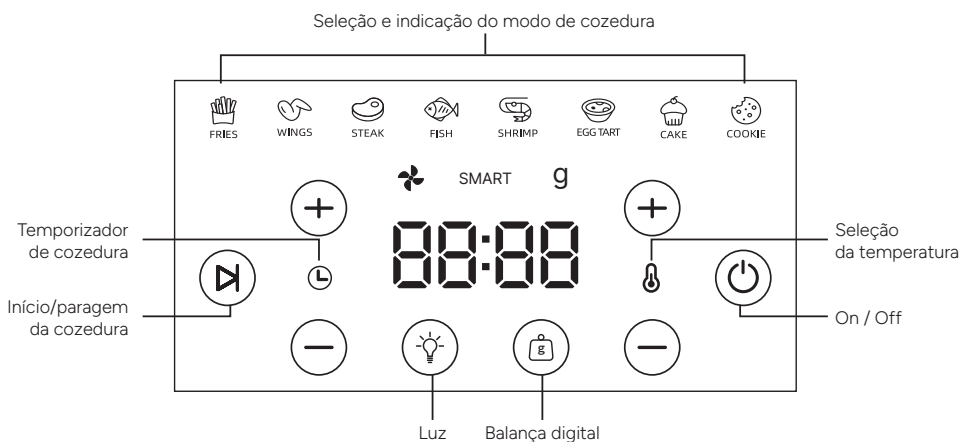 Seleção e indicação do modo de cozedura
FRIES WINGS STEAK FISH SHRIMP EGG TART CAKE COOKIE
SMART g
88:88
Temporizador
de cozedura
Seleção
da temperatura
Início/paragem
da cozedura
On / Off
g
Luz Balança digital